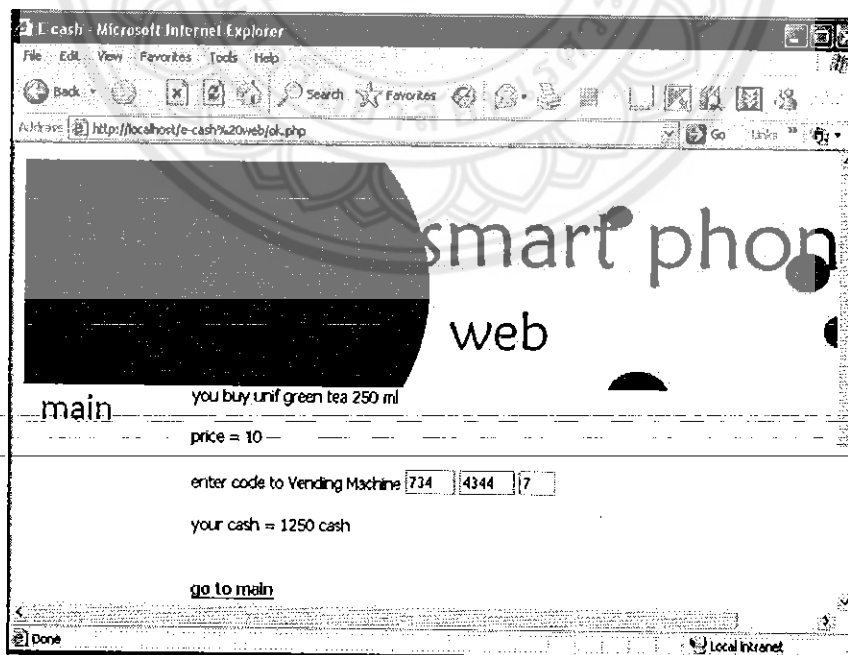 E-cash - Microsoft Internet Explorer
File Edit View Favorites Tools Help
Back Search Favorites
Address http://localhost/e-cash%20web/ok.php Go Links »
smart phon
web
main
you buy unif green tea 250 ml
price = 10
enter code to Vending Machine 734 4344 7
your cash = 1250 cash
go to main
Done Local intranet